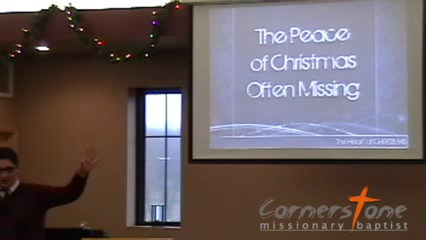 The Peace
of Christmas
Often Missing
The Heart of CHRISTMAS
Cornerstone
missionary baptist